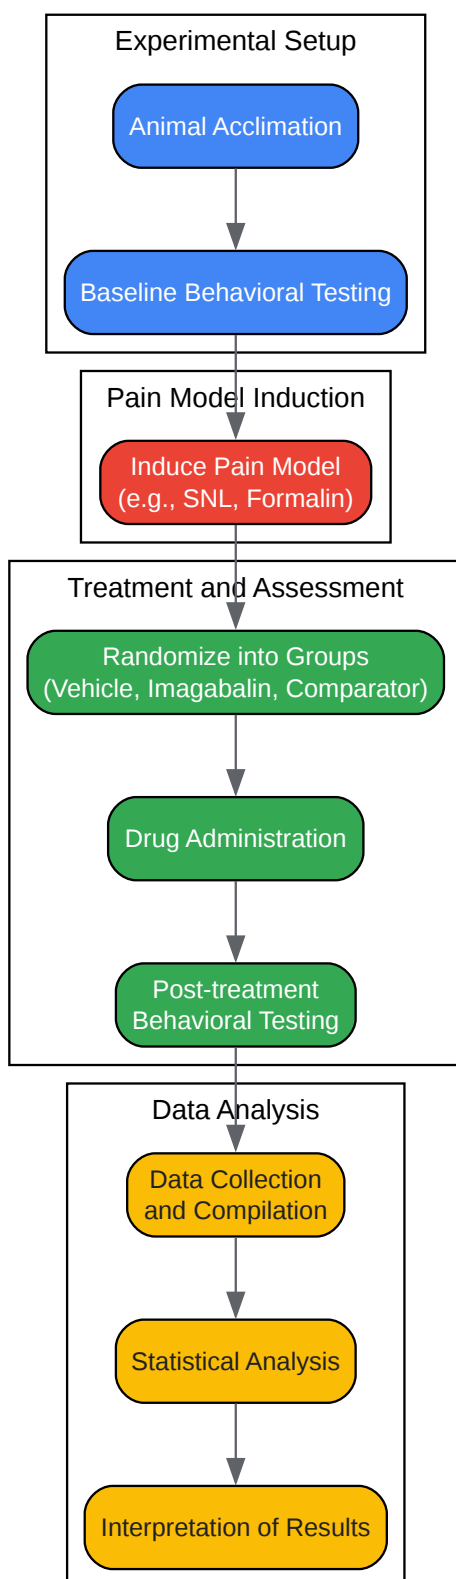 Experimental Setup
Animal Acclimation
Baseline Behavioral Testing
Pain Model Induction
Induce Pain Model
(e.g., SNL, Formalin)
Treatment and Assessment
Randomize into Groups
(Vehicle, Imagabalin, Comparator)
Drug Administration
Post-treatment
Behavioral Testing
Data Analysis
Data Collection
and Compilation
Statistical Analysis
Interpretation of Results